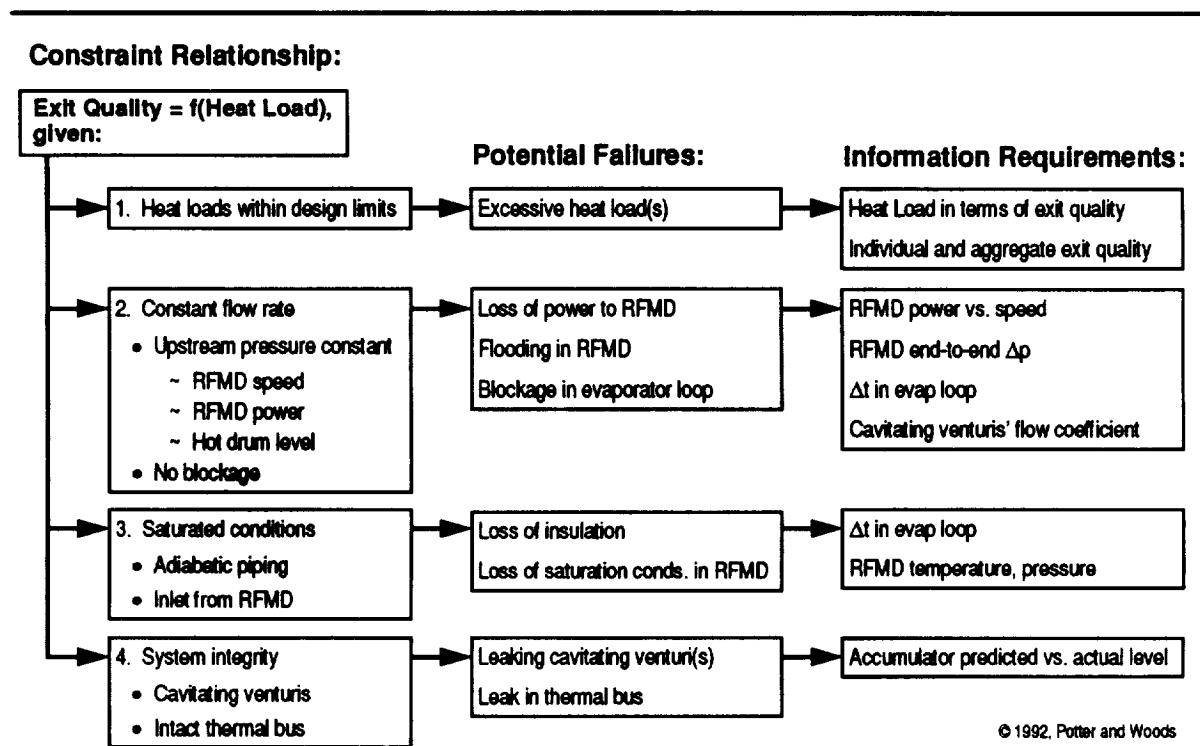 Constraint Relationship:
Exit Quality = f(Heat Load),
given:
Potential Failures:
Information Requirements:
1. Heat loads within design limits
Excessive heat load(s)
Heat Load in terms of exit quality
Individual and aggregate exit quality
2. Constant flow rate
• Upstream pressure constant
~ RFMD speed
~ RFMD power
~ Hot drum level
• No blockage
Loss of power to RFMD
Flooding in RFMD
Blockage in evaporator loop
RFMD power vs. speed
RFMD end-to-end Δp
Δt in evap loop
Cavitating venturis' flow coefficient
3. Saturated conditions
• Adiabatic piping
• Inlet from RFMD
Loss of insulation
Loss of saturation conds. in RFMD
Δt in evap loop
RFMD temperature, pressure
4. System integrity
• Cavitating venturis
• Intact thermal bus
Leaking cavitating venturi(s)
Leak in thermal bus
Accumulator predicted vs. actual level
© 1992, Potter and Woods